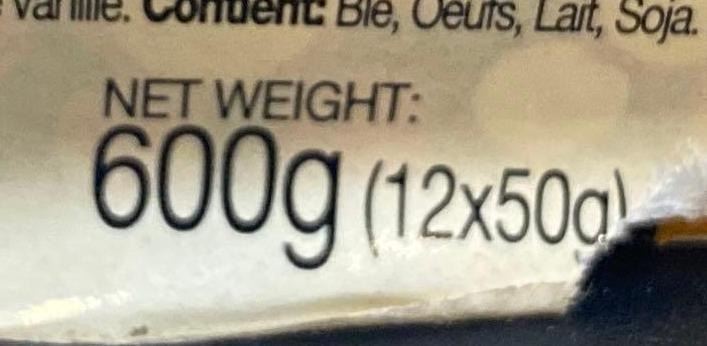 vanille. Contient: Blé, Oeufs, Lait, Soja.
NET WEIGHT:
600g (12x50g)